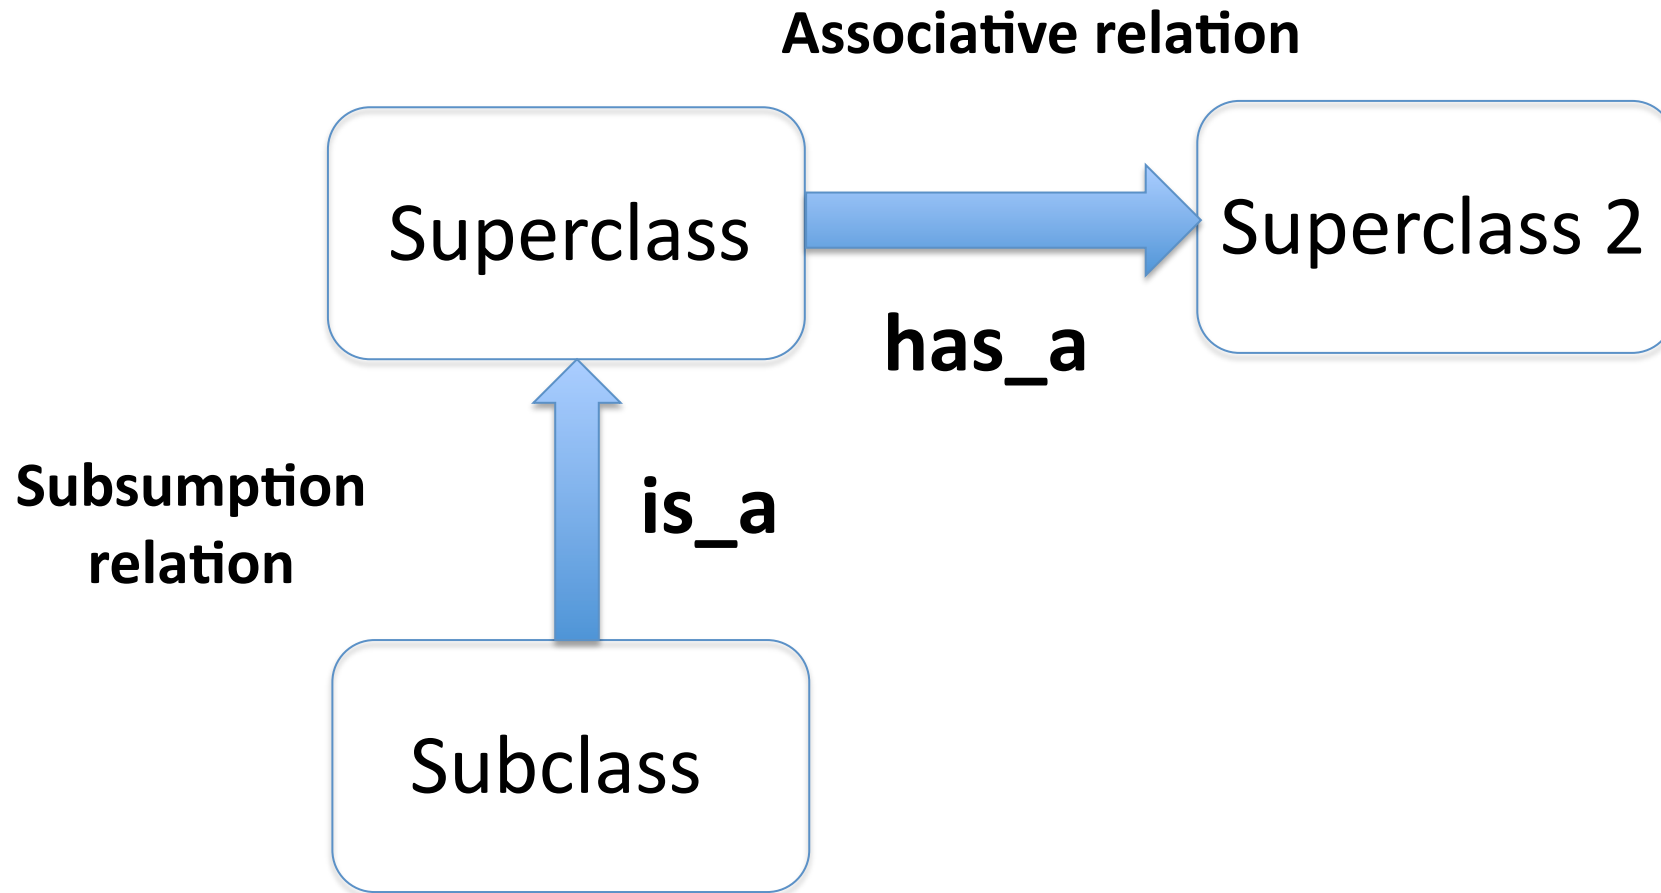 Associative relation
Superclass
Superclass 2
has_a
Subsumption
relation
is_a
Subclass